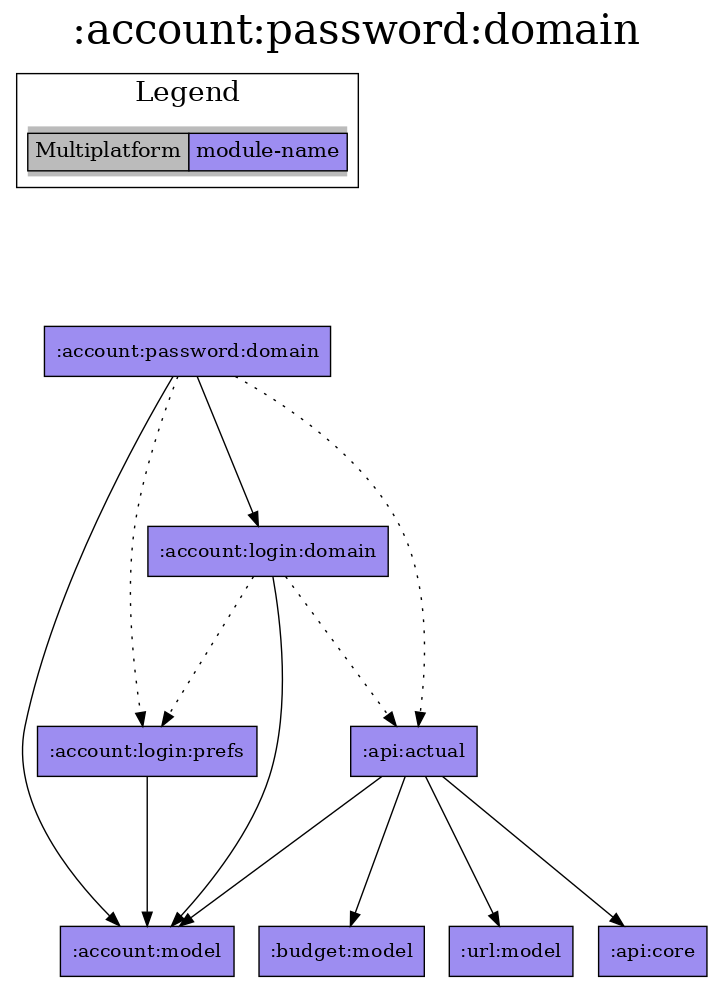 :account:password:domain
Legend
Multiplatform module-name
:account:password:domain
:account:login:domain
:account:login:prefs :api:actual
:account:model :budget:model :url:model :api:core